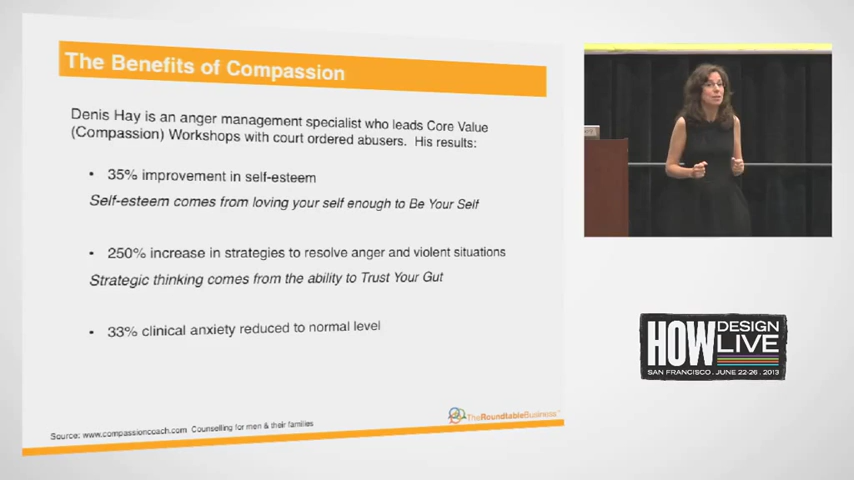 The Benefits of Compassion
Denis Hay is an anger management specialist who leads Core Value
(Compassion) Workshops with court ordered abusers. His results:
• 35% improvement in self-esteem
Self-esteem comes from loving your self enough to Be Your Self
• 250% increase in strategies to resolve anger and violent situations
Strategic thinking comes from the ability to Trust Your Gut
• 33% clinical anxiety reduced to normal level
TheRoundtableBusiness
Source: www.compassioncoach.com Counselling for men & their families
HOW DESIGN LIVE
SAN FRANCISCO . JUNE 22-26 . 2013